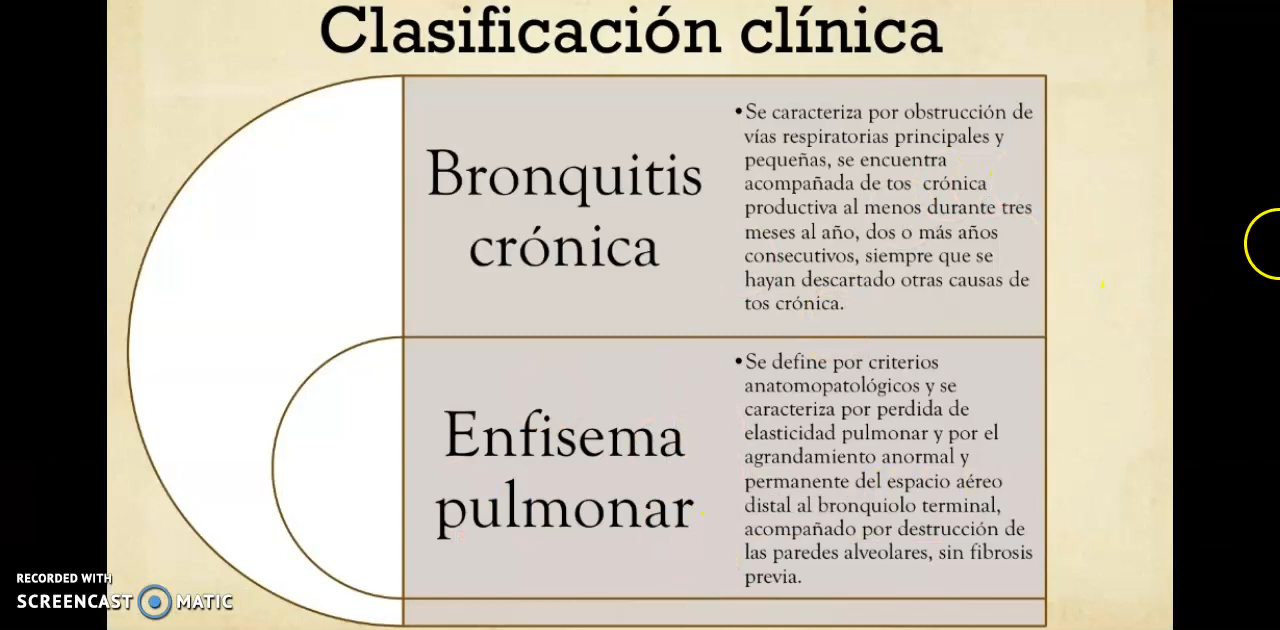 Clasificación clínica
Bronquitis
crónica
•Se caracteriza por obstrucción de
vías respiratorias principales y
pequeñas, se encuentra
acompañada de tos crónica
productiva al menos durante tres
meses al año, dos o más años
consecutivos, siempre que se
hayan descartado otras causas de
tos crónica.
Enfisema
pulmonar
•Se define por criterios
anatomopatológicos y se
caracteriza por perdida de
elasticidad pulmonar y por el
agrandamiento anormal y
permanente del espacio aéreo
distal al bronquiolo terminal,
acompañado por destrucción de
las paredes alveolares, sin fibrosis
previa.
RECORDED WITH
SCREENCAST MATIC